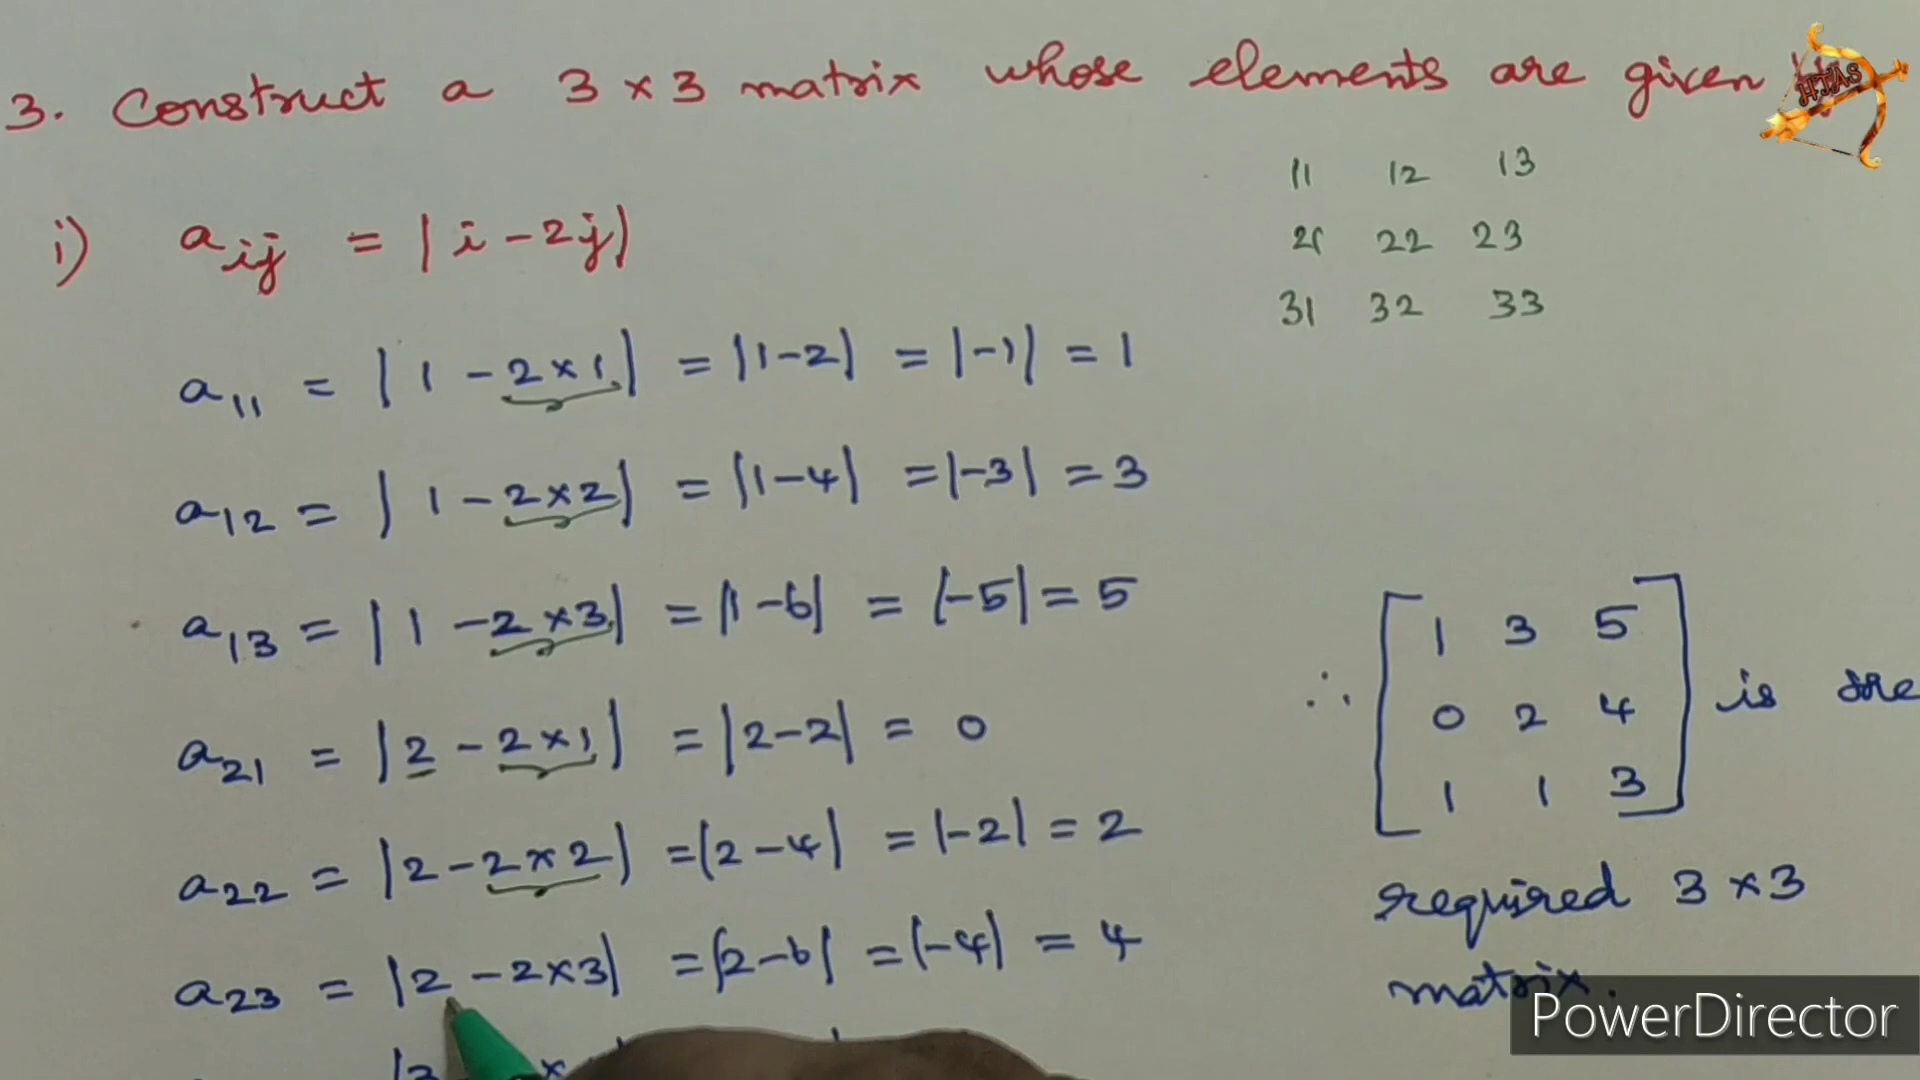 3. Construct a 3 × 3 matrix whose elements are given
HTAS
11 12 13
21 22 23
31 32 33
i) aij = |i - 2j|
a11 = |1 - 2×1| = |1-2| = |-1| = 1
a12 = |1 - 2×2| = |1-4| = |-3| = 3
a13 = |1 - 2×3| = |1-6| = |-5| = 5
a21 = |2 - 2×1| = |2-2| = 0
a22 = |2 - 2×2| = |2-4| = |-2| = 2
a23 = |2 - 2×3| = |2-6| = |-4| = 4
∴ [1 3 5
0 2 4
1 1 3] is the
required 3×3
matrix.
PowerDirector